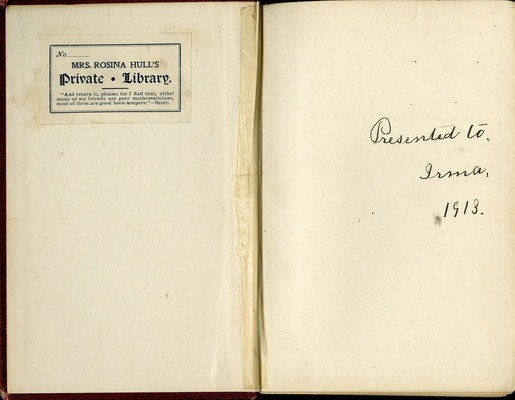 No.
MRS. ROSINA HULL'S
Private • Library.
"And return it, please; for I find that, altho'
many of my friends are poor mathematicians,
most of them are good book-keepers."—Scott.
Presented to.
Irma,
1913.